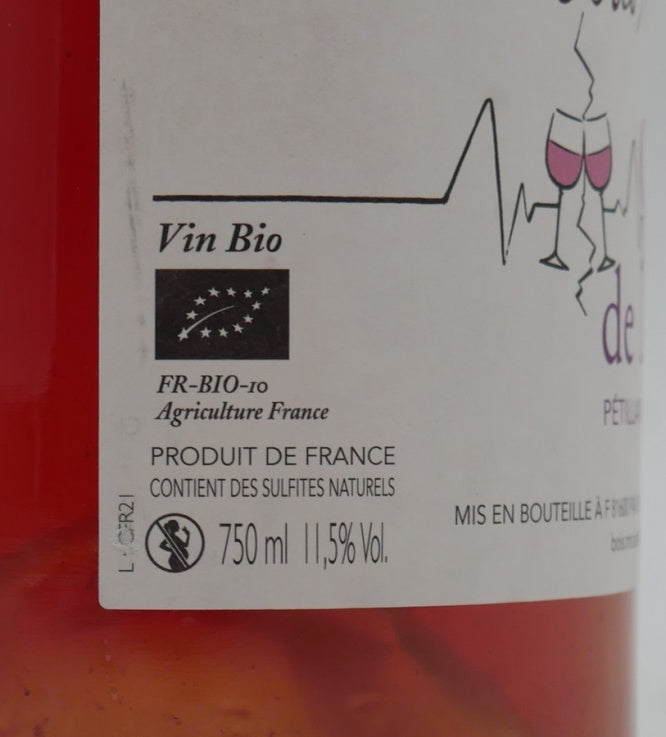 Vin Bio
FR-BIO-10
Agriculture France
PRODUIT DE FRANCE
CONTIENT DES SULFITES NATURELS
750 ml 11,5% Vol.
de
MIS EN BOUTEILLE À F